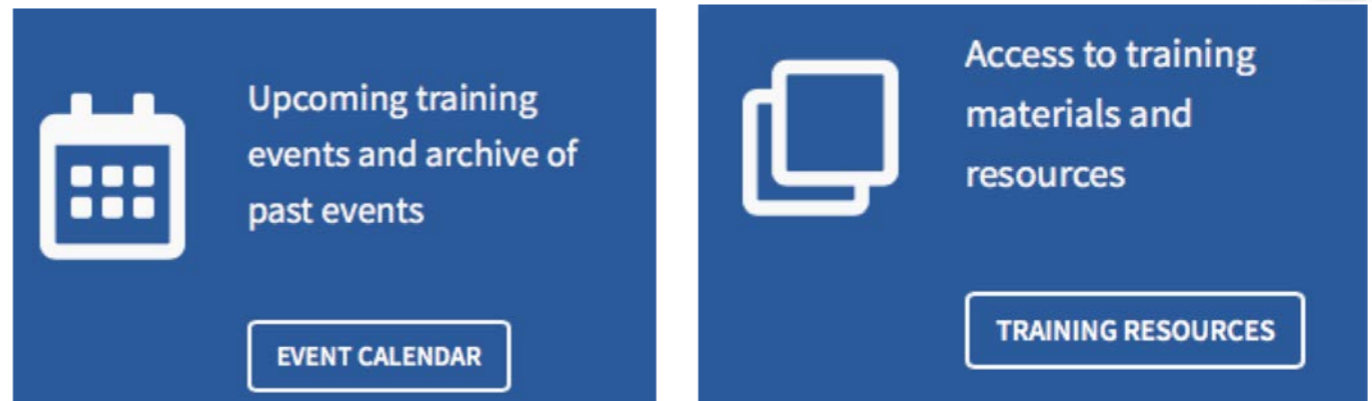 Upcoming training
events and archive of
past events
EVENT CALENDAR
Access to training
materials and
resources
TRAINING RESOURCES